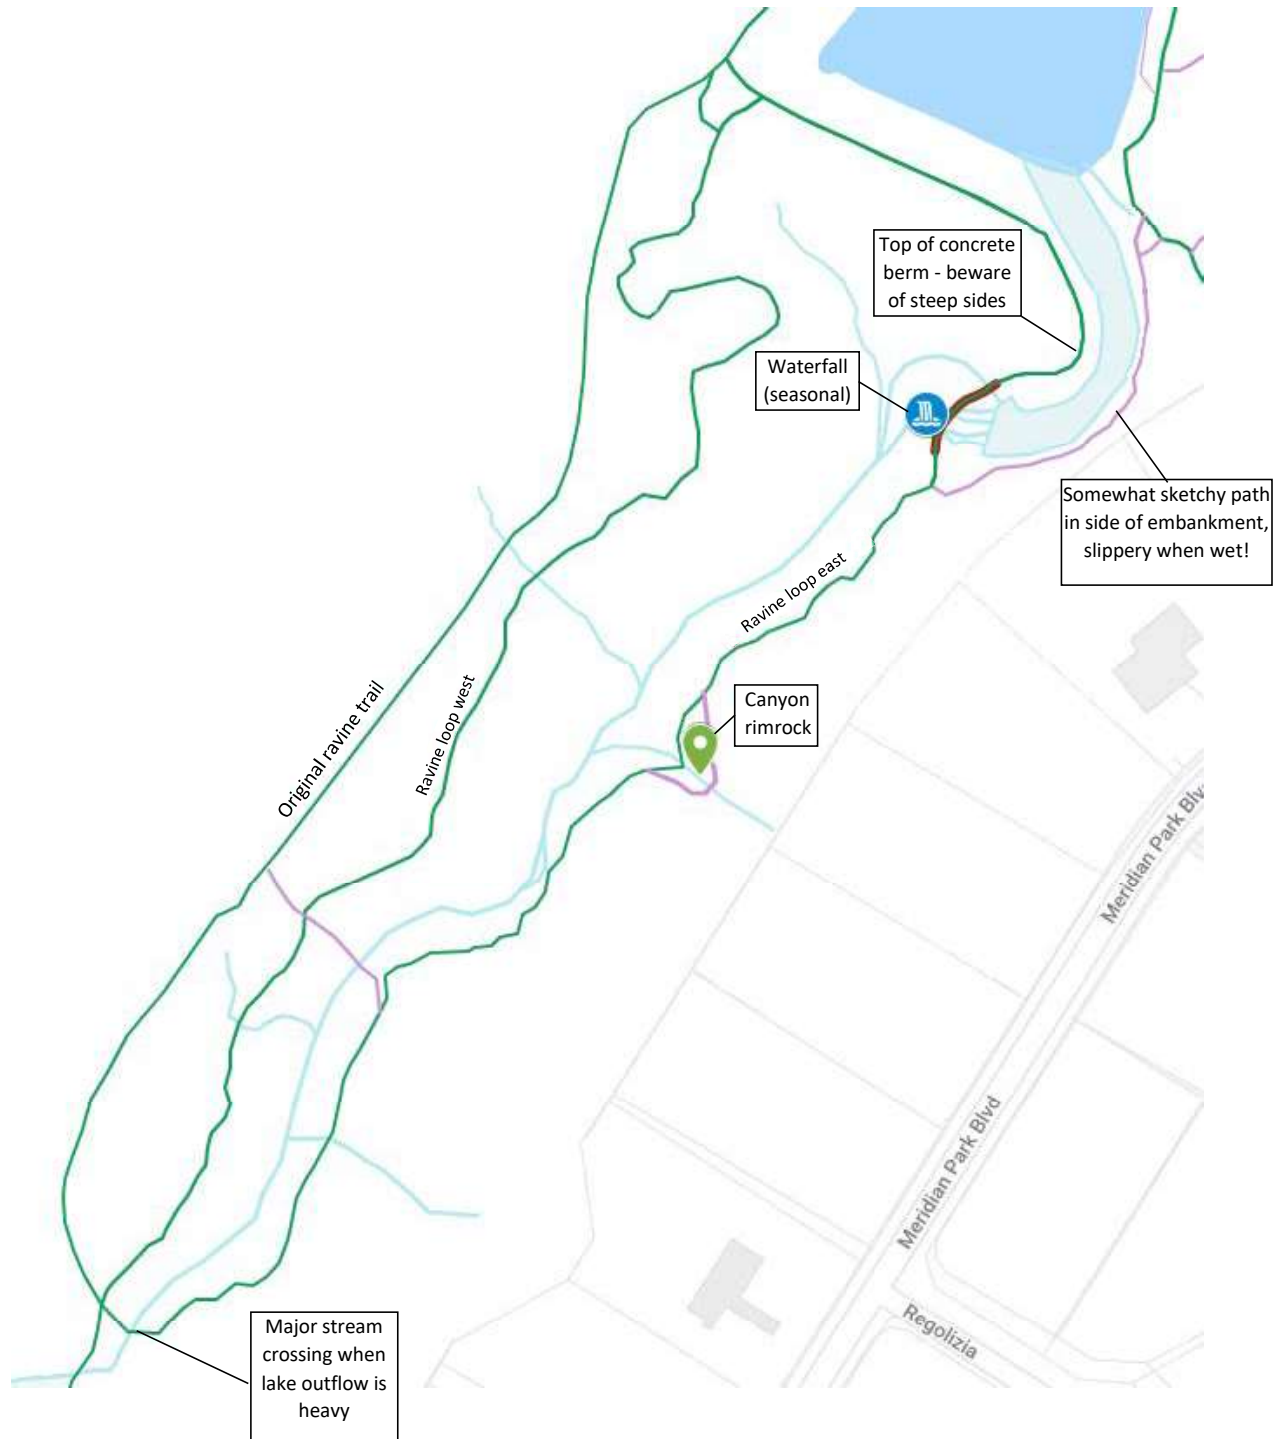 Top of concrete
berm - beware
of steep sides
Waterfall
(seasonal)
Somewhat sketchy path
in side of embankment,
slippery when wet!
Ravine loop east
Canyon
rimrock
Ravine loop west
Original ravine trail
Meridian Park Blv
Meridian Park Blvd
Regolizia
Major stream
crossing when
lake outflow is
heavy